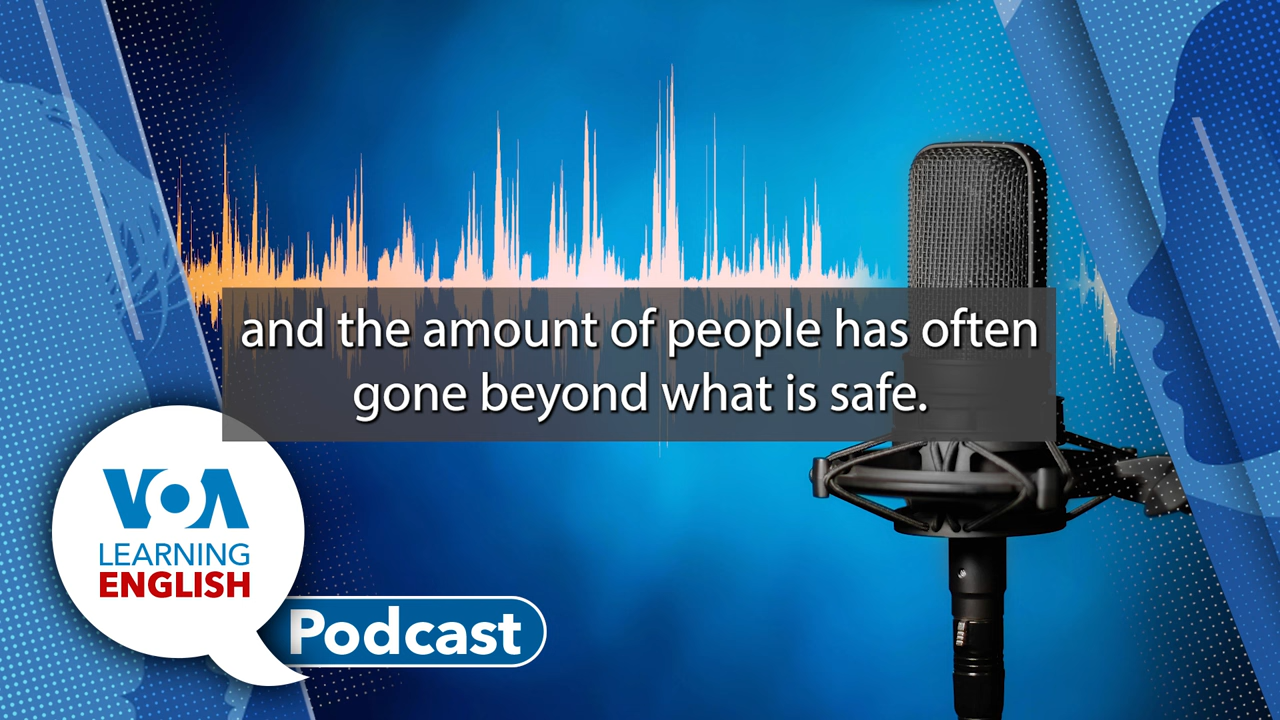 and the amount of people has often
gone beyond what is safe.
VOA
LEARNING
ENGLISH
Podcast